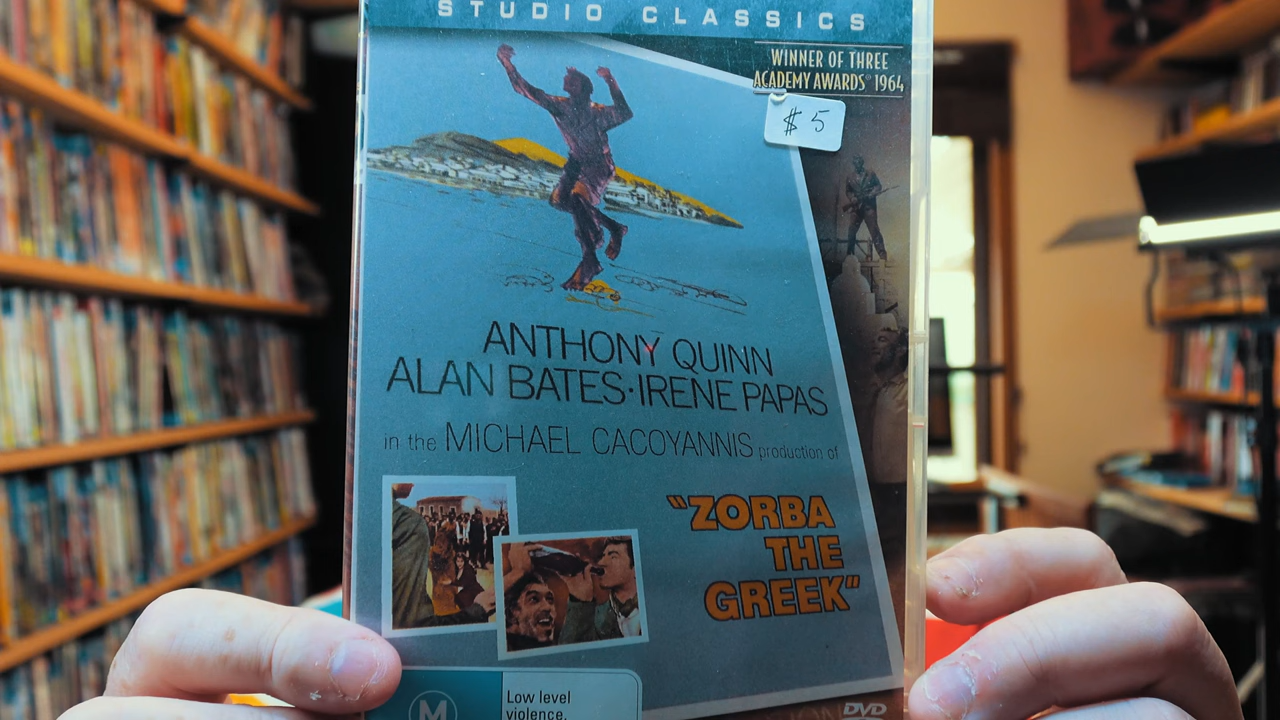 STUDIO CLASSICS
WINNER OF THREE
ACADEMY AWARDS® 1964
$5
ANTHONY QUINN
ALAN BATES·IRENE PAPAS
in the MICHAEL CACOYANNIS production of
"ZORBA
THE
GREEK"
M
Low level
violence.
DVD